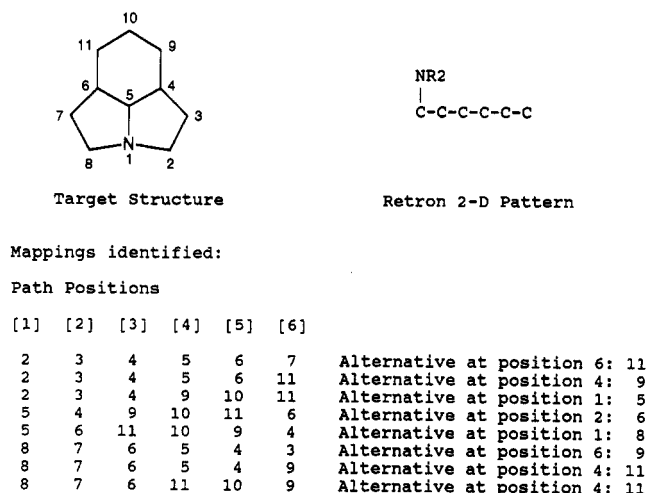 10
11 9
6 5 4
7 3
N
8 1 2
NR2
C-C-C-C-C-C
Target Structure Retron 2-D Pattern
Mappings identified:
Path Positions
[1] [2] [3] [4] [5] [6]
2 3 4 5 6 7 Alternative at position 6: 11
2 3 4 5 6 11 Alternative at position 4: 9
2 3 4 9 10 11 Alternative at position 1: 5
5 4 9 10 11 6 Alternative at position 2: 6
5 6 11 10 9 4 Alternative at position 1: 8
8 7 6 5 4 3 Alternative at position 6: 9
8 7 6 5 4 9 Alternative at position 4: 11
8 7 6 11 10 9 Alternative at position 4: 11